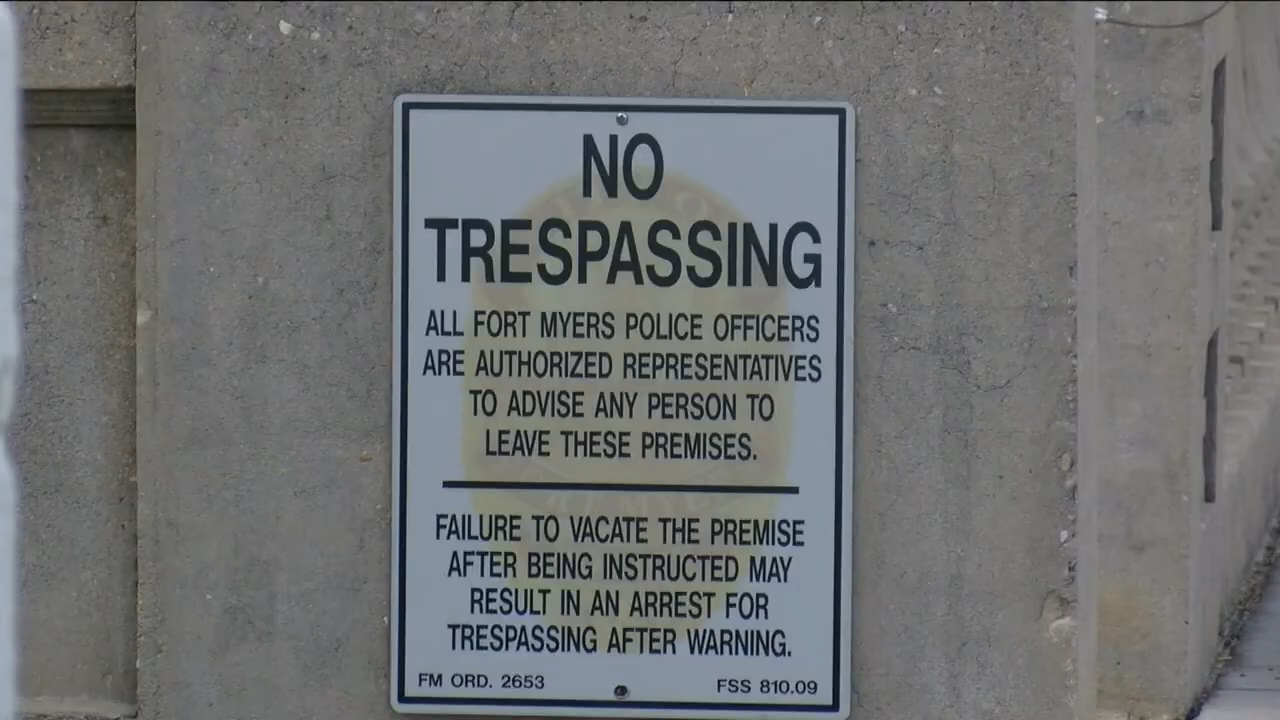 NO
TRESPASSING
ALL FORT MYERS POLICE OFFICERS
ARE AUTHORIZED REPRESENTATIVES
TO ADVISE ANY PERSON TO
LEAVE THESE PREMISES.
FAILURE TO VACATE THE PREMISE
AFTER BEING INSTRUCTED MAY
RESULT IN AN ARREST FOR
TRESPASSING AFTER WARNING.
FM ORD. 2653
FSS 810.09